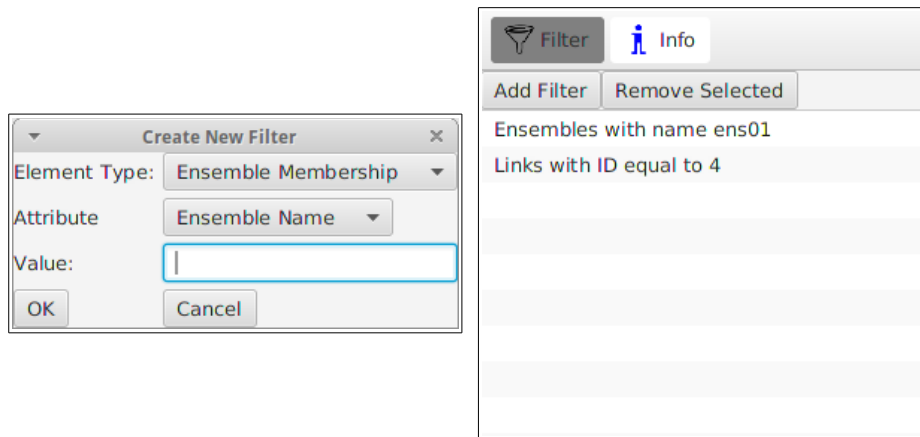 Create New Filter
Element Type: Ensemble Membership
Attribute Ensemble Name
Value:
OK Cancel
Filter Info
Add Filter Remove Selected
Ensembles with name ens01
Links with ID equal to 4